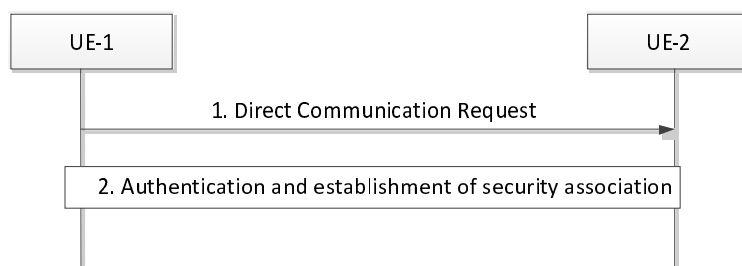 UE-1
UE-2
1. Direct Communication Request
2. Authentication and establishment of security association